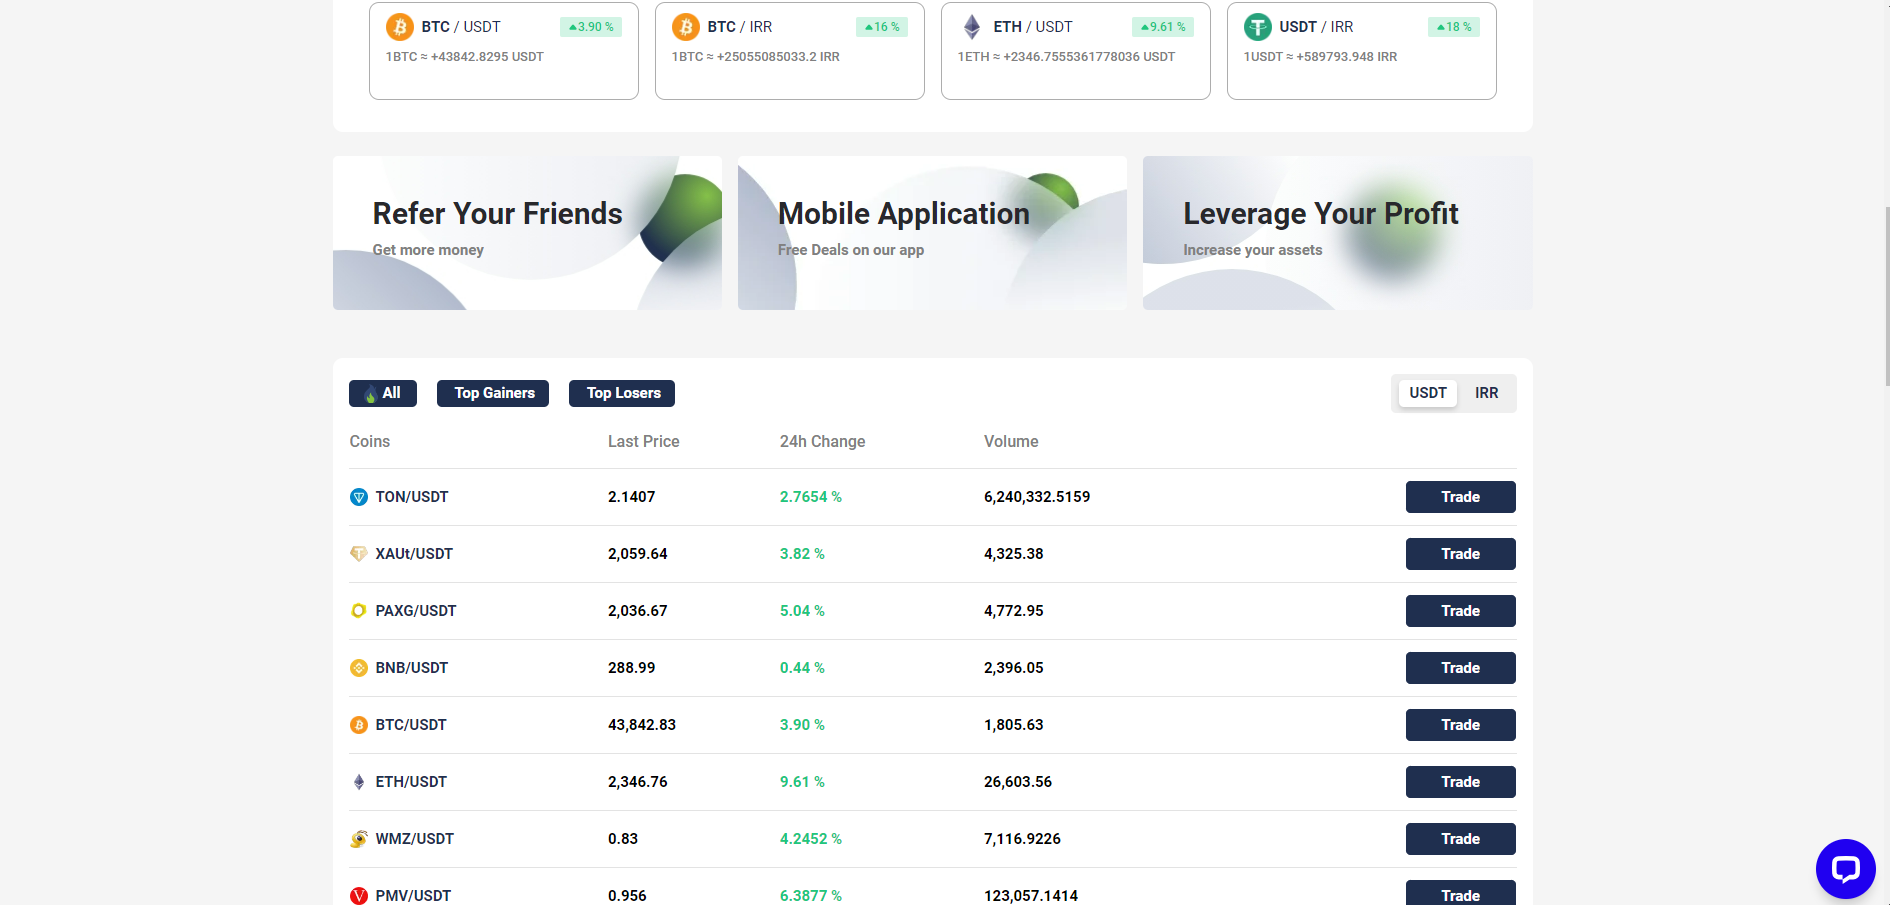 BTC / USDT 3.90 %
1BTC ≈ +43842.8295 USDT
BTC / IRR 16 %
1BTC ≈ +25055085033.2 IRR
ETH / USDT 9.61 %
1ETH ≈ +2346.7555361778036 USDT
USDT / IRR 18 %
1USDT ≈ +589793.948 IRR
Refer Your Friends
Get more money
Mobile Application
Free Deals on our app
Leverage Your Profit
Increase your assets
All Top Gainers Top Losers USDT IRR
Coins Last Price 24h Change Volume
TON/USDT 2.1407 2.7654 % 6,240,332.5159 Trade
XAUt/USDT 2,059.64 3.82 % 4,325.38 Trade
PAXG/USDT 2,036.67 5.04 % 4,772.95 Trade
BNB/USDT 288.99 0.44 % 2,396.05 Trade
BTC/USDT 43,842.83 3.90 % 1,805.63 Trade
ETH/USDT 2,346.76 9.61 % 26,603.56 Trade
WMZ/USDT 0.83 4.2452 % 7,116.9226 Trade
PMV/USDT 0.956 6.3877 % 123,057.1414 Trade